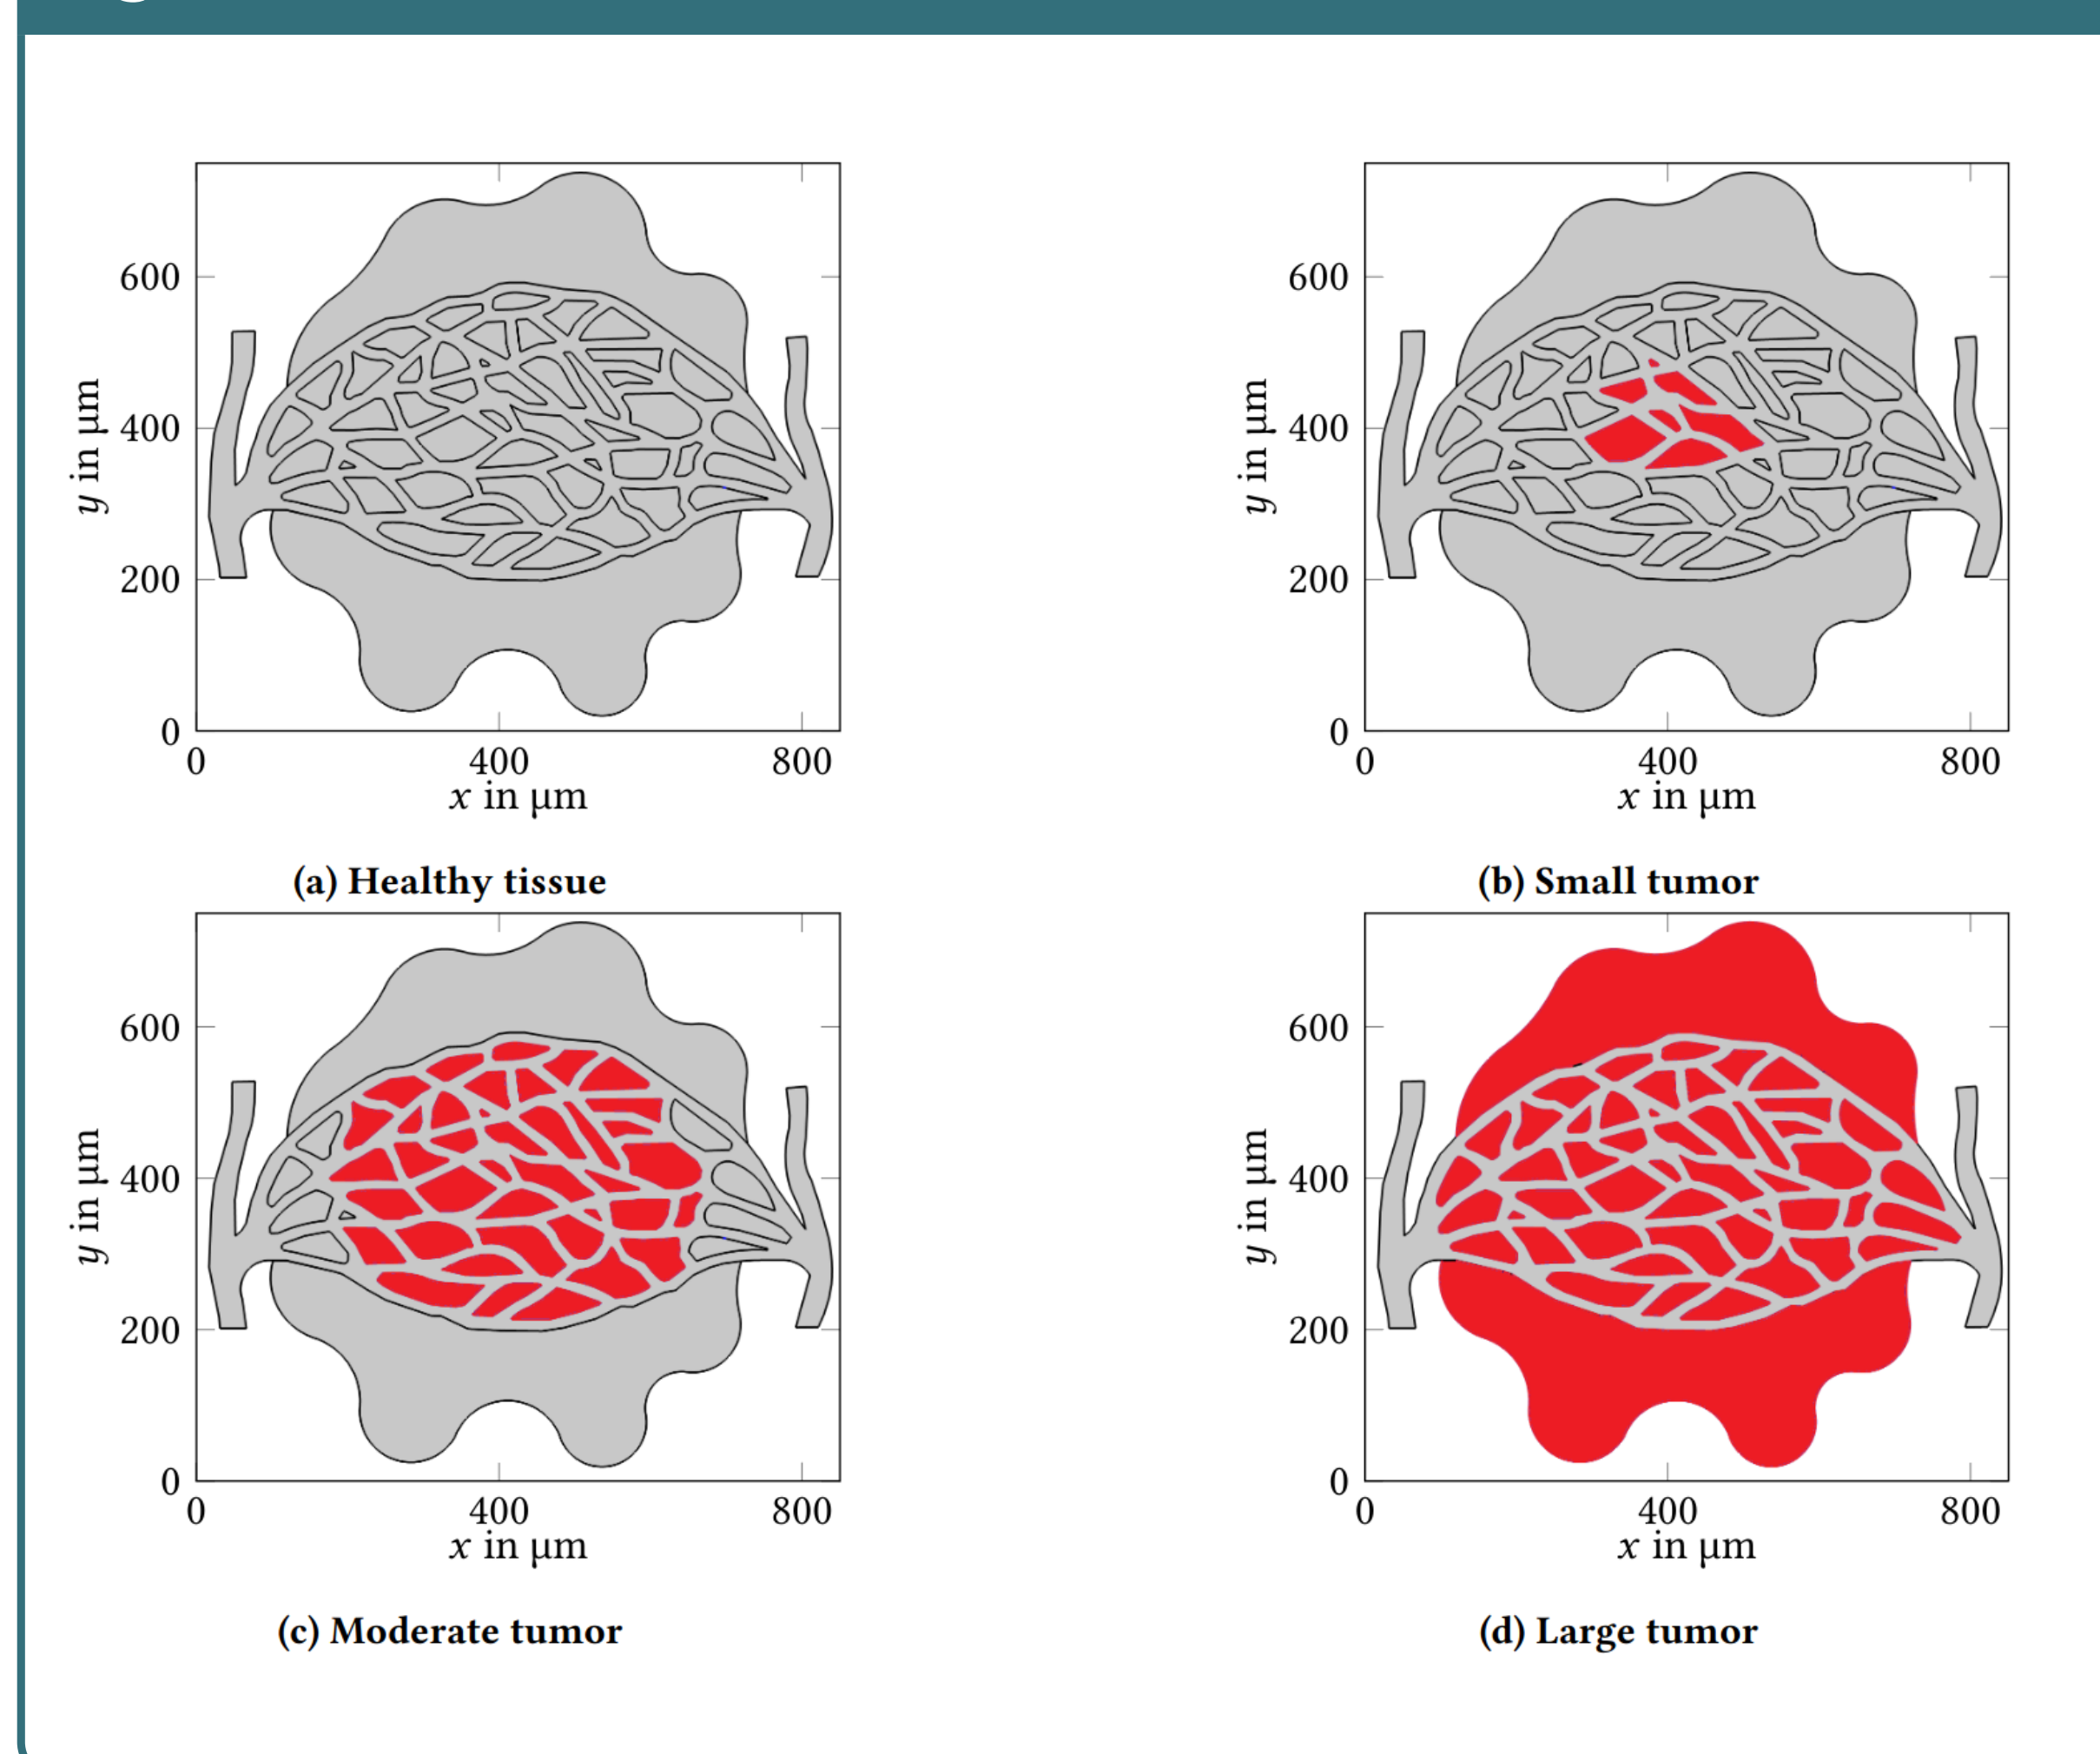 y in µm
600
400
200
0
0 400 800
x in µm
(a) Healthy tissue
y in µm
600
400
200
0
0 400 800
x in µm
(b) Small tumor
y in µm
600
400
200
0
0 400 800
x in µm
(c) Moderate tumor
y in µm
600
400
200
0
0 400 800
x in µm
(d) Large tumor